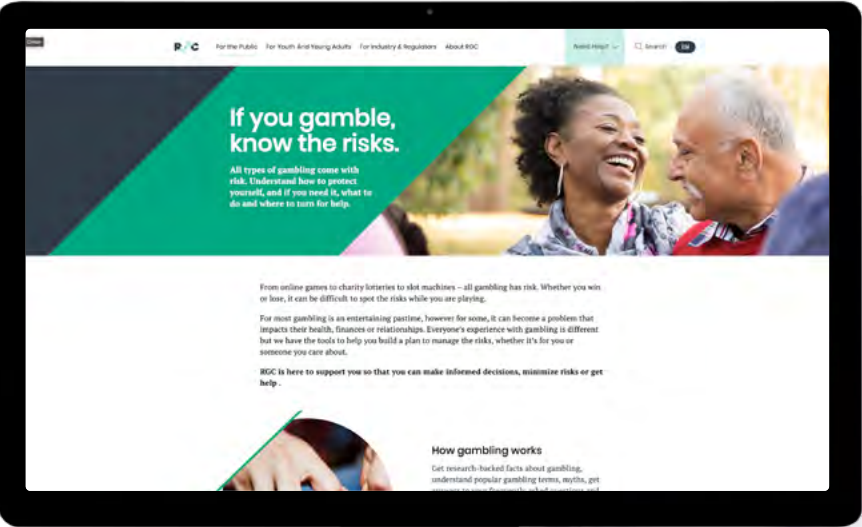 RGC For the Public For Youth And Young Adults For Industry & Regulators About RGC Need Help? Search EN
If you gamble,
know the risks.
All types of gambling come with
risk. Understand how to protect
yourself, and if you need it, what to
do and where to turn for help.
From online games to charity lotteries to slot machines – all gambling has risk. Whether you win
or lose, it can be difficult to spot the risks while you are playing.
For most gambling is an entertaining pastime, however for some, it can become a problem that
impacts their health, finances or relationships. Everyone's experience with gambling is different
but we have the tools to help you build a plan to manage the risks, whether it's for you or
someone you care about.
RGC is here to support you so that you can make informed decisions, minimize risks or get
help .
How gambling works
Get research-backed facts about gambling,
understand popular gambling terms, myths, get